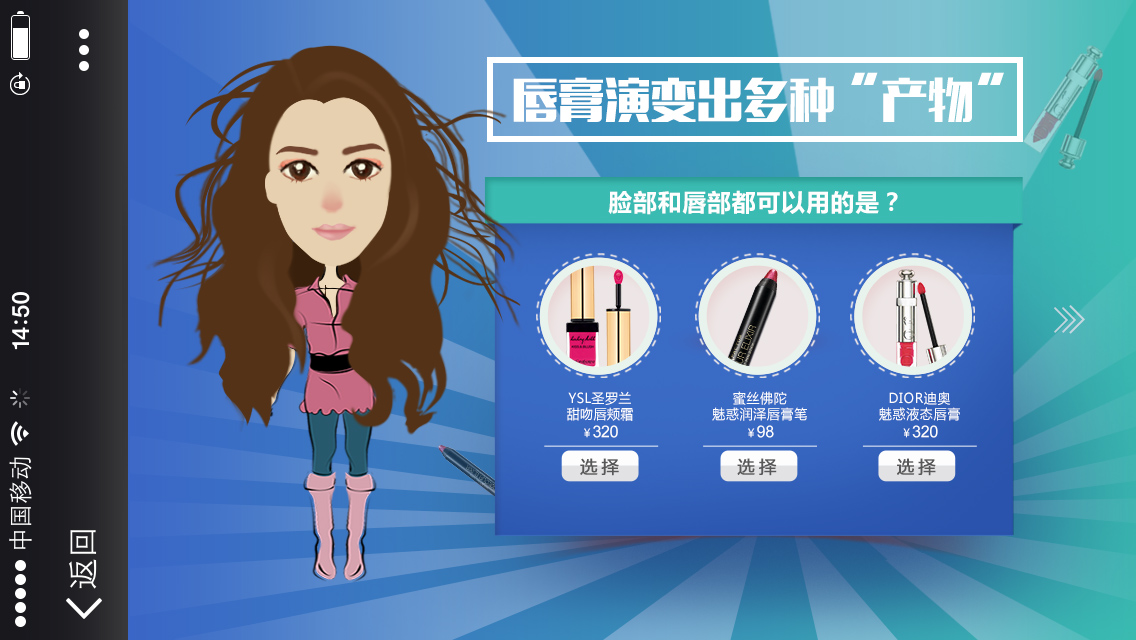 唇膏演变出多种“产物”
脸部和唇部都可以用的是？
YSL圣罗兰
甜吻唇颊霜
¥320
选择
蜜丝佛陀
魅惑润泽唇膏笔
¥98
选择
DIOR迪奥
魅惑液态唇膏
¥320
选择
中国移动
14:50
返回